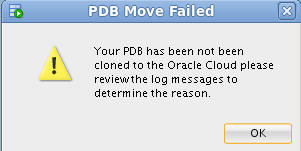 PDB Move Failed
Your PDB has been not been
cloned to the Oracle Cloud please
review the log messages to
determine the reason.
OK